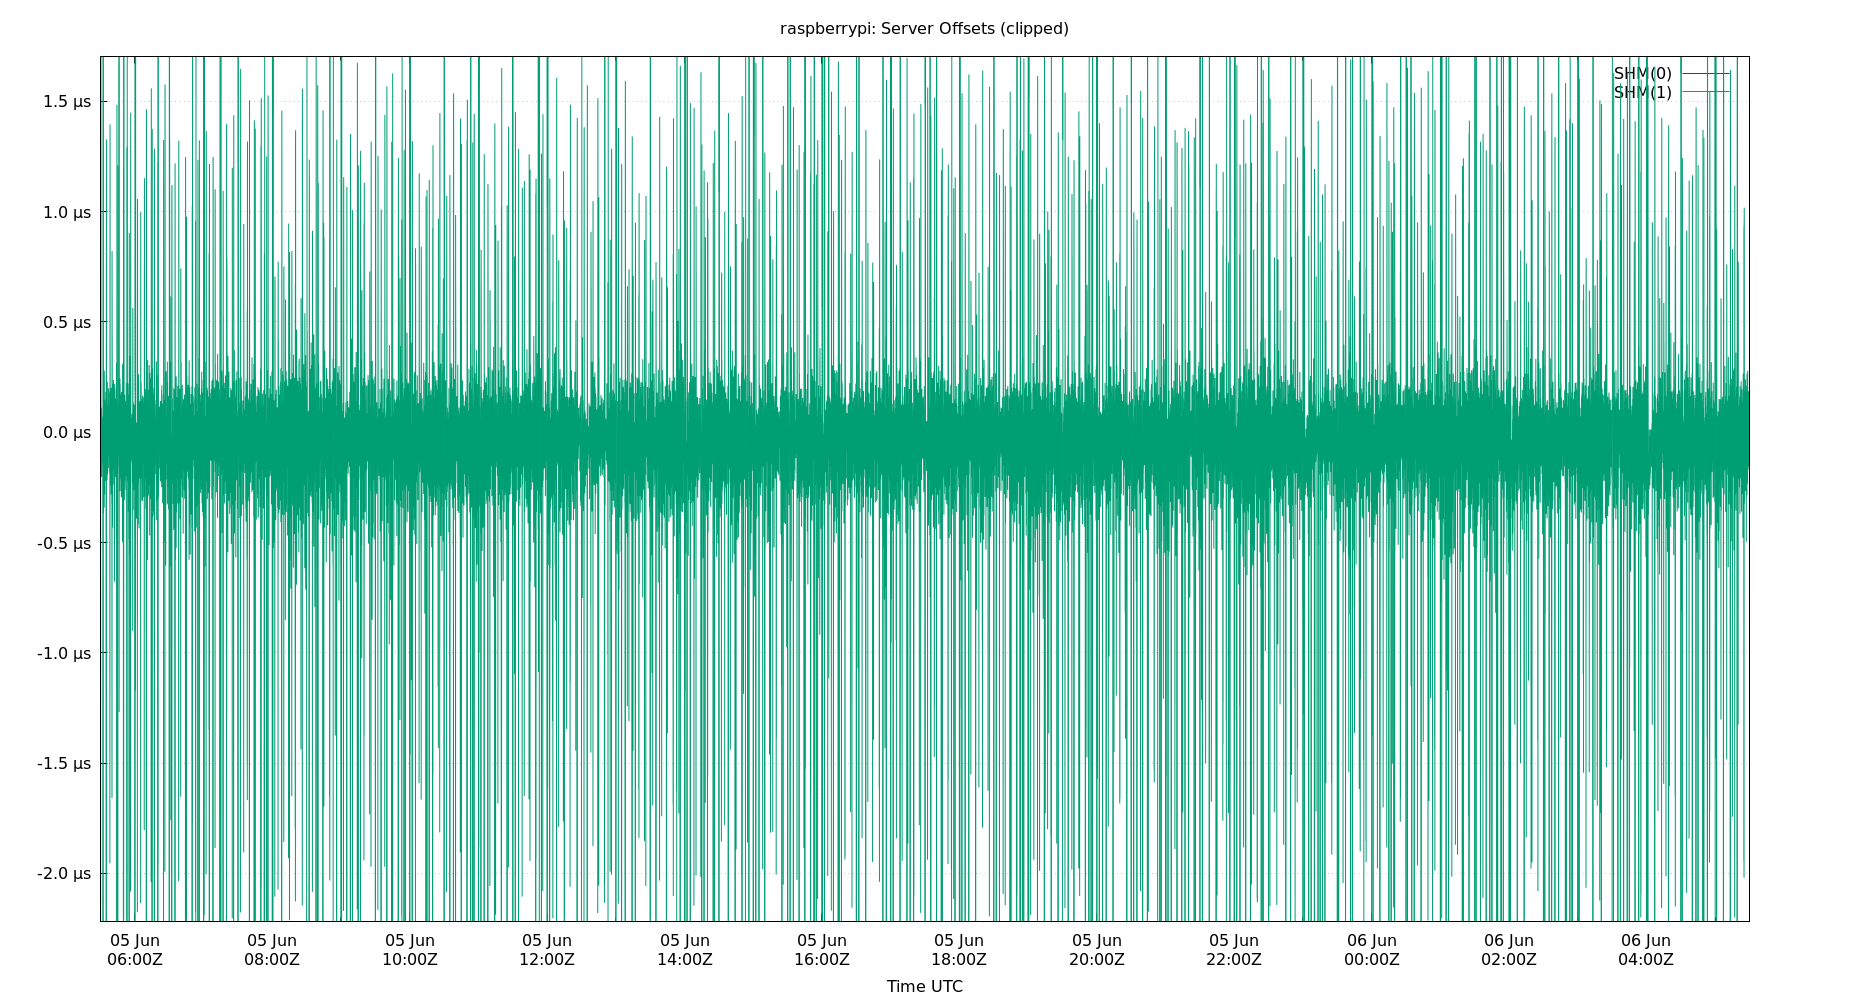 raspberrypi: Server Offsets (clipped)
SHM(0)
SHM(1)
1.5 µs
1.0 µs
0.5 µs
0.0 µs
-0.5 µs
-1.0 µs
-1.5 µs
-2.0 µs
05 Jun 05 Jun 05 Jun 05 Jun 05 Jun 05 Jun 05 Jun 05 Jun 05 Jun 06 Jun 06 Jun 06 Jun
06:00Z 08:00Z 10:00Z 12:00Z 14:00Z 16:00Z 18:00Z 20:00Z 22:00Z 00:00Z 02:00Z 04:00Z
Time UTC